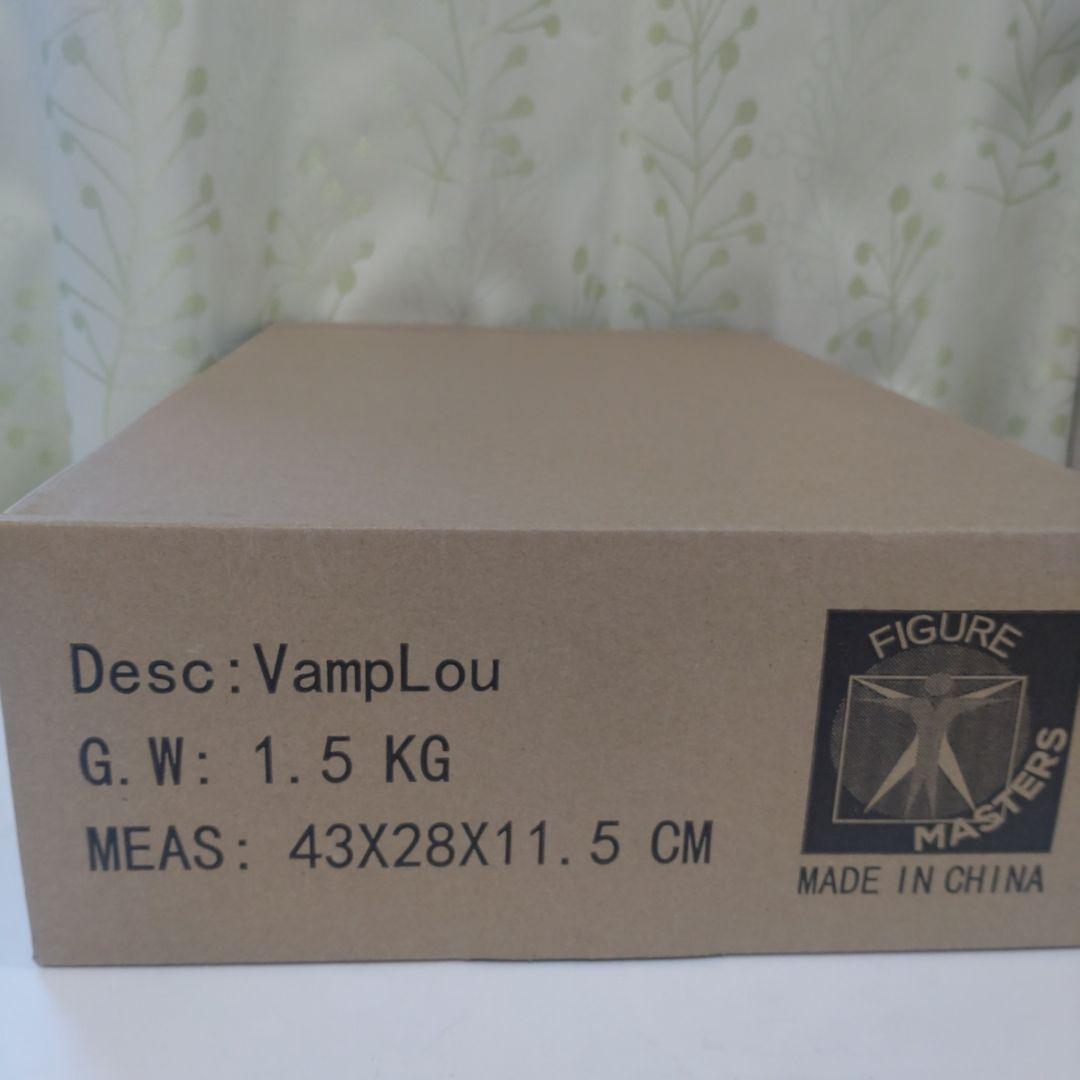 Desc:VampLou
G.W: 1.5 KG
MEAS: 43X28X11.5 CM
FIGURE
MASTERS
MADE IN CHINA